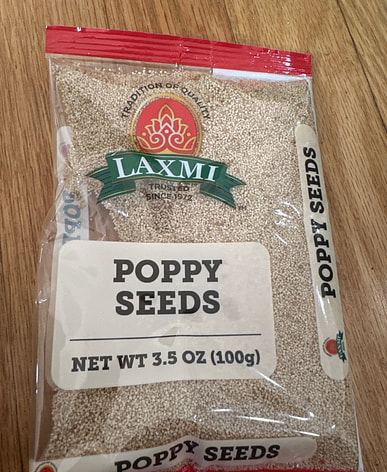 TRADITION OF QUALITY
LAXMI
TRUSTED
SINCE 1972
TM
POPPY
SEEDS
NET WT 3.5 OZ (100g)
POPPY SEEDS
POPPY SEEDS